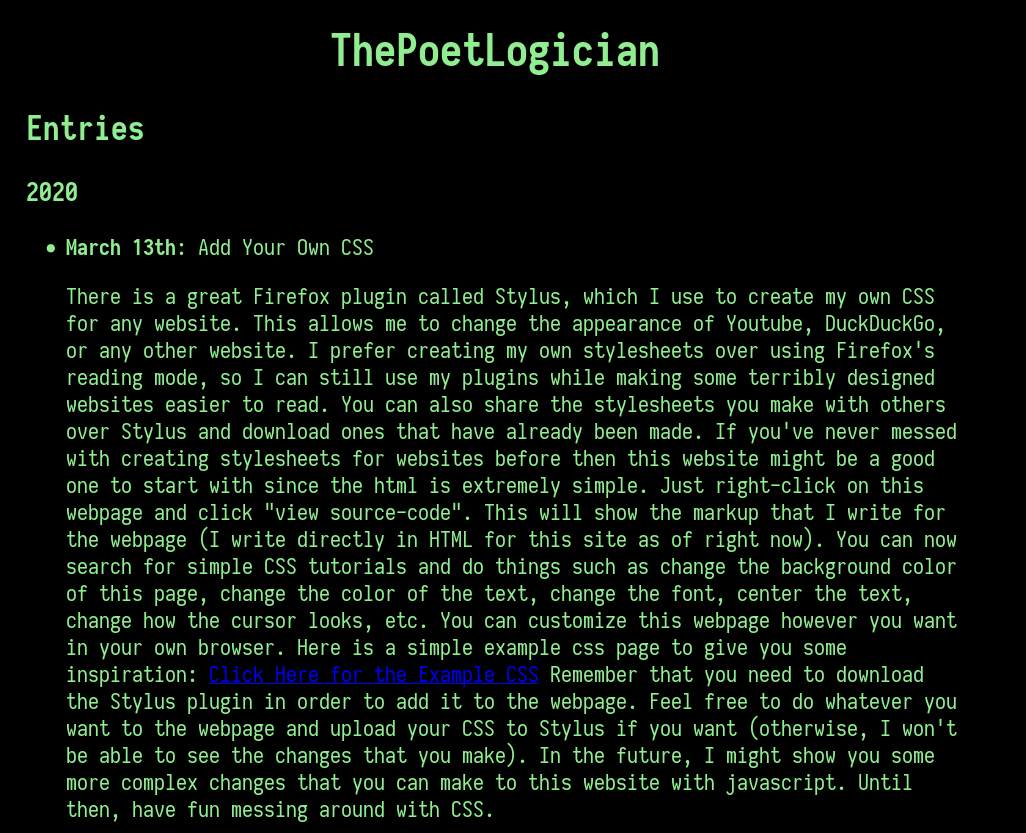 ThePoetLogician
Entries
2020
• March 13th: Add Your Own CSS
There is a great Firefox plugin called Stylus, which I use to create my own CSS
for any website. This allows me to change the appearance of Youtube, DuckDuckGo,
or any other website. I prefer creating my own stylesheets over using Firefox's
reading mode, so I can still use my plugins while making some terribly designed
websites easier to read. You can also share the stylesheets you make with others
over Stylus and download ones that have already been made. If you've never messed
with creating stylesheets for websites before then this website might be a good
one to start with since the html is extremely simple. Just right-click on this
webpage and click "view source-code". This will show the markup that I write for
the webpage (I write directly in HTML for this site as of right now). You can now
search for simple CSS tutorials and do things such as change the background color
of this page, change the color of the text, change the font, center the text,
change how the cursor looks, etc. You can customize this webpage however you want
in your own browser. Here is a simple example css page to give you some
inspiration: Click Here for the Example CSS Remember that you need to download
the Stylus plugin in order to add it to the webpage. Feel free to do whatever you
want to the webpage and upload your CSS to Stylus if you want (otherwise, I won't
be able to see the changes that you make). In the future, I might show you some
more complex changes that you can make to this website with javascript. Until
then, have fun messing around with CSS.